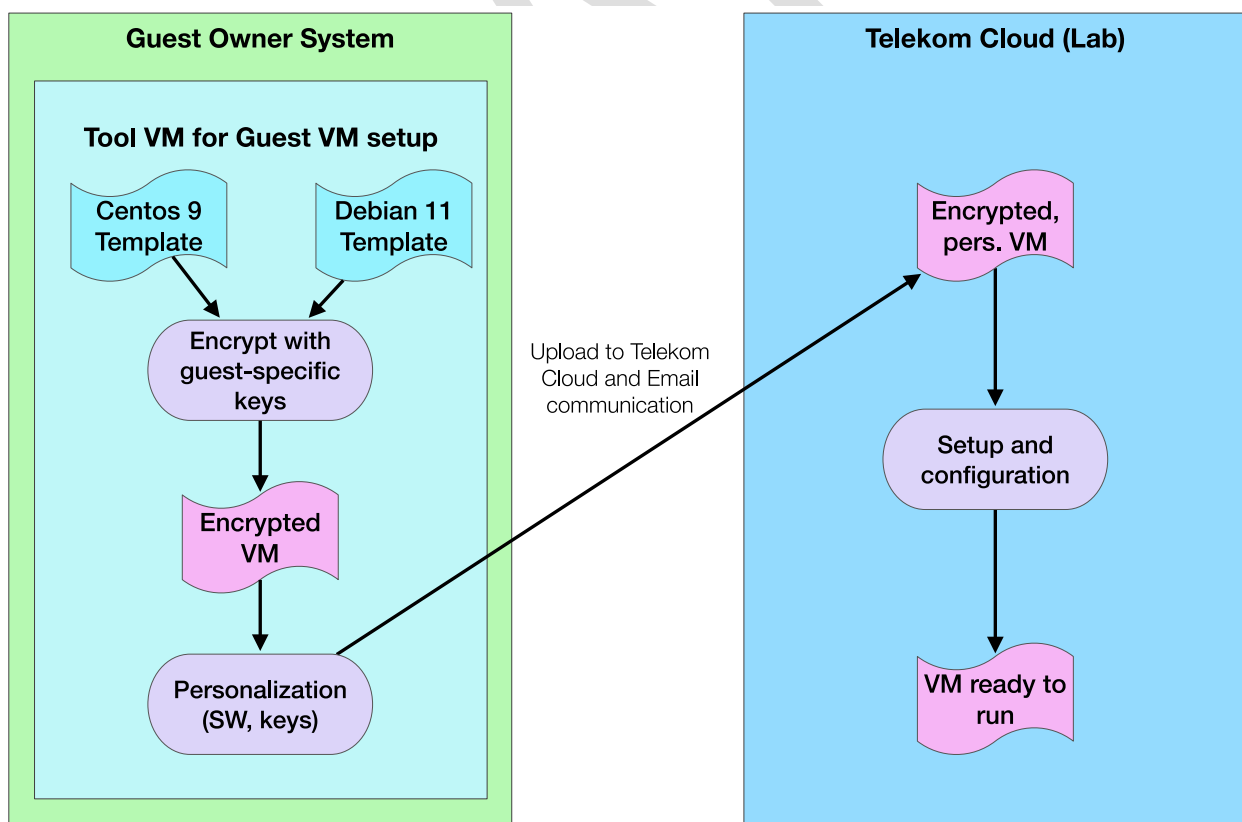 Guest Owner System
Tool VM for Guest VM setup
Centos 9
Template
Debian 11
Template
Encrypt with
guest-specific
keys
Encrypted
VM
Personalization
(SW, keys)
Upload to Telekom
Cloud and Email
communication
Telekom Cloud (Lab)
Encrypted,
pers. VM
Setup and
configuration
VM ready to
run